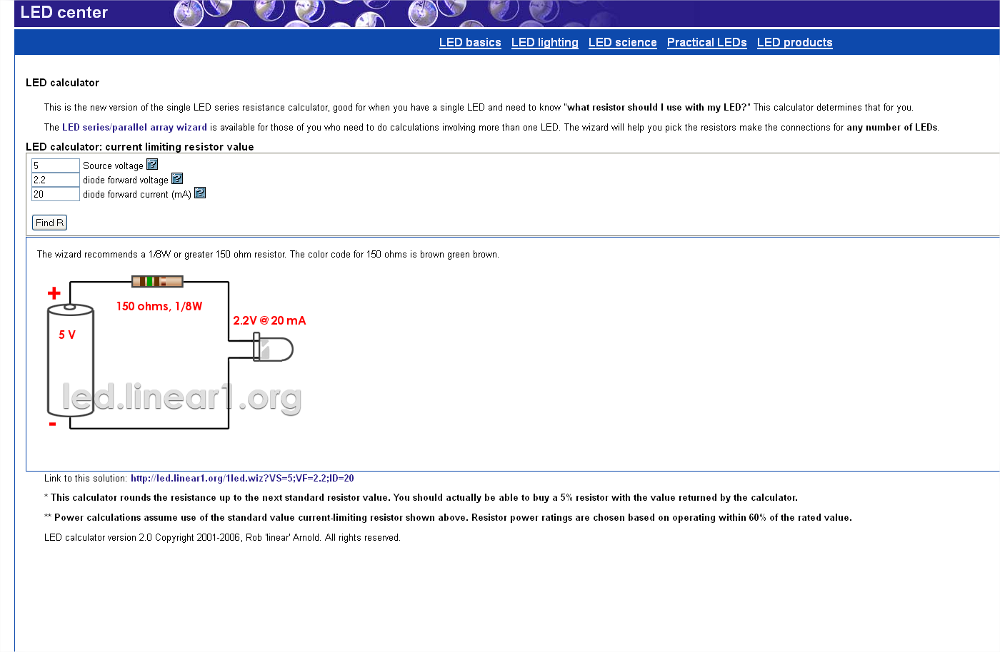 LED center
LED basics LED lighting LED science Practical LEDs LED products
LED calculator
This is the new version of the single LED series resistance calculator, good for when you have a single LED and need to know "what resistor should I use with my LED?" This calculator determines that for you.
The LED series/parallel array wizard is available for those of you who need to do calculations involving more than one LED. The wizard will help you pick the resistors make the connections for any number of LEDs.
LED calculator: current limiting resistor value
5 Source voltage ?
2.2 diode forward voltage ?
20 diode forward current (mA) ?
Find R
The wizard recommends a 1/8W or greater 150 ohm resistor. The color code for 150 ohms is brown green brown.
+
150 ohms, 1/8W
2.2V @ 20 mA
5 V
led.linear1.org
-
Link to this solution: http://led.linear1.org/1led.wiz?VS=5;VF=2.2;ID=20
* This calculator rounds the resistance up to the next standard resistor value. You should actually be able to buy a 5% resistor with the value returned by the calculator.
** Power calculations assume use of the standard value current-limiting resistor shown above. Resistor power ratings are chosen based on operating within 60% of the rated value.
LED calculator version 2.0 Copyright 2001-2006, Rob 'linear' Arnold. All rights reserved.